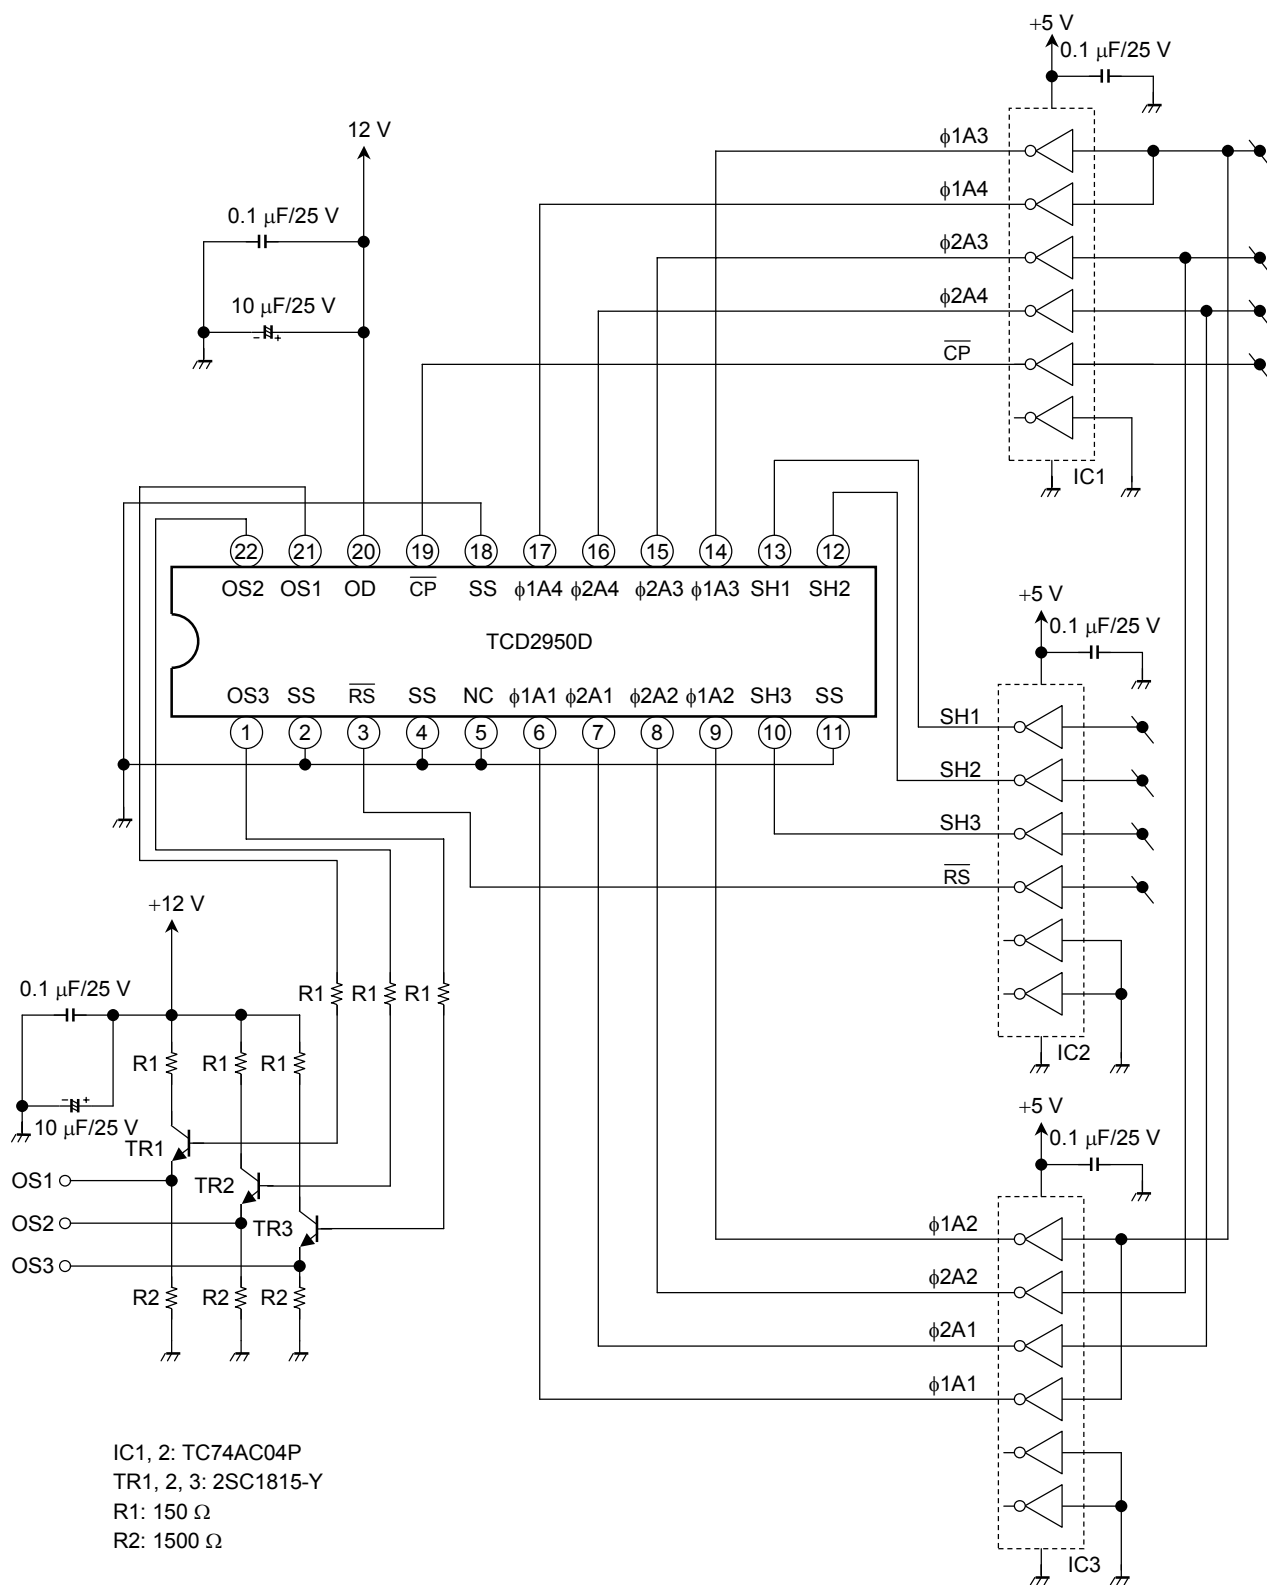 +5 V
0.1 μF/25 V
12 V
0.1 μF/25 V
10 μF/25 V
- +
ϕ1A3
ϕ1A4
ϕ2A3
ϕ2A4
C̅P̅
IC1
22 21 20 19 18 17 16 15 14 13 12
OS2 OS1 OD C̅P̅ SS ϕ1A4 ϕ2A4 ϕ2A3 ϕ1A3 SH1 SH2
TCD2950D
OS3 SS R̅S̅ SS NC ϕ1A1 ϕ2A1 ϕ2A2 ϕ1A2 SH3 SS
1 2 3 4 5 6 7 8 9 10 11
+5 V
0.1 μF/25 V
SH1
SH2
SH3
R̅S̅
IC2
+12 V
0.1 μF/25 V
R1 R1 R1
R1 R1 R1
- +
10 μF/25 V
TR1
OS1
TR2
OS2
TR3
OS3
R2 R2 R2
+5 V
0.1 μF/25 V
ϕ1A2
ϕ2A2
ϕ2A1
ϕ1A1
IC3
IC1, 2: TC74AC04P
TR1, 2, 3: 2SC1815-Y
R1: 150 Ω
R2: 1500 Ω